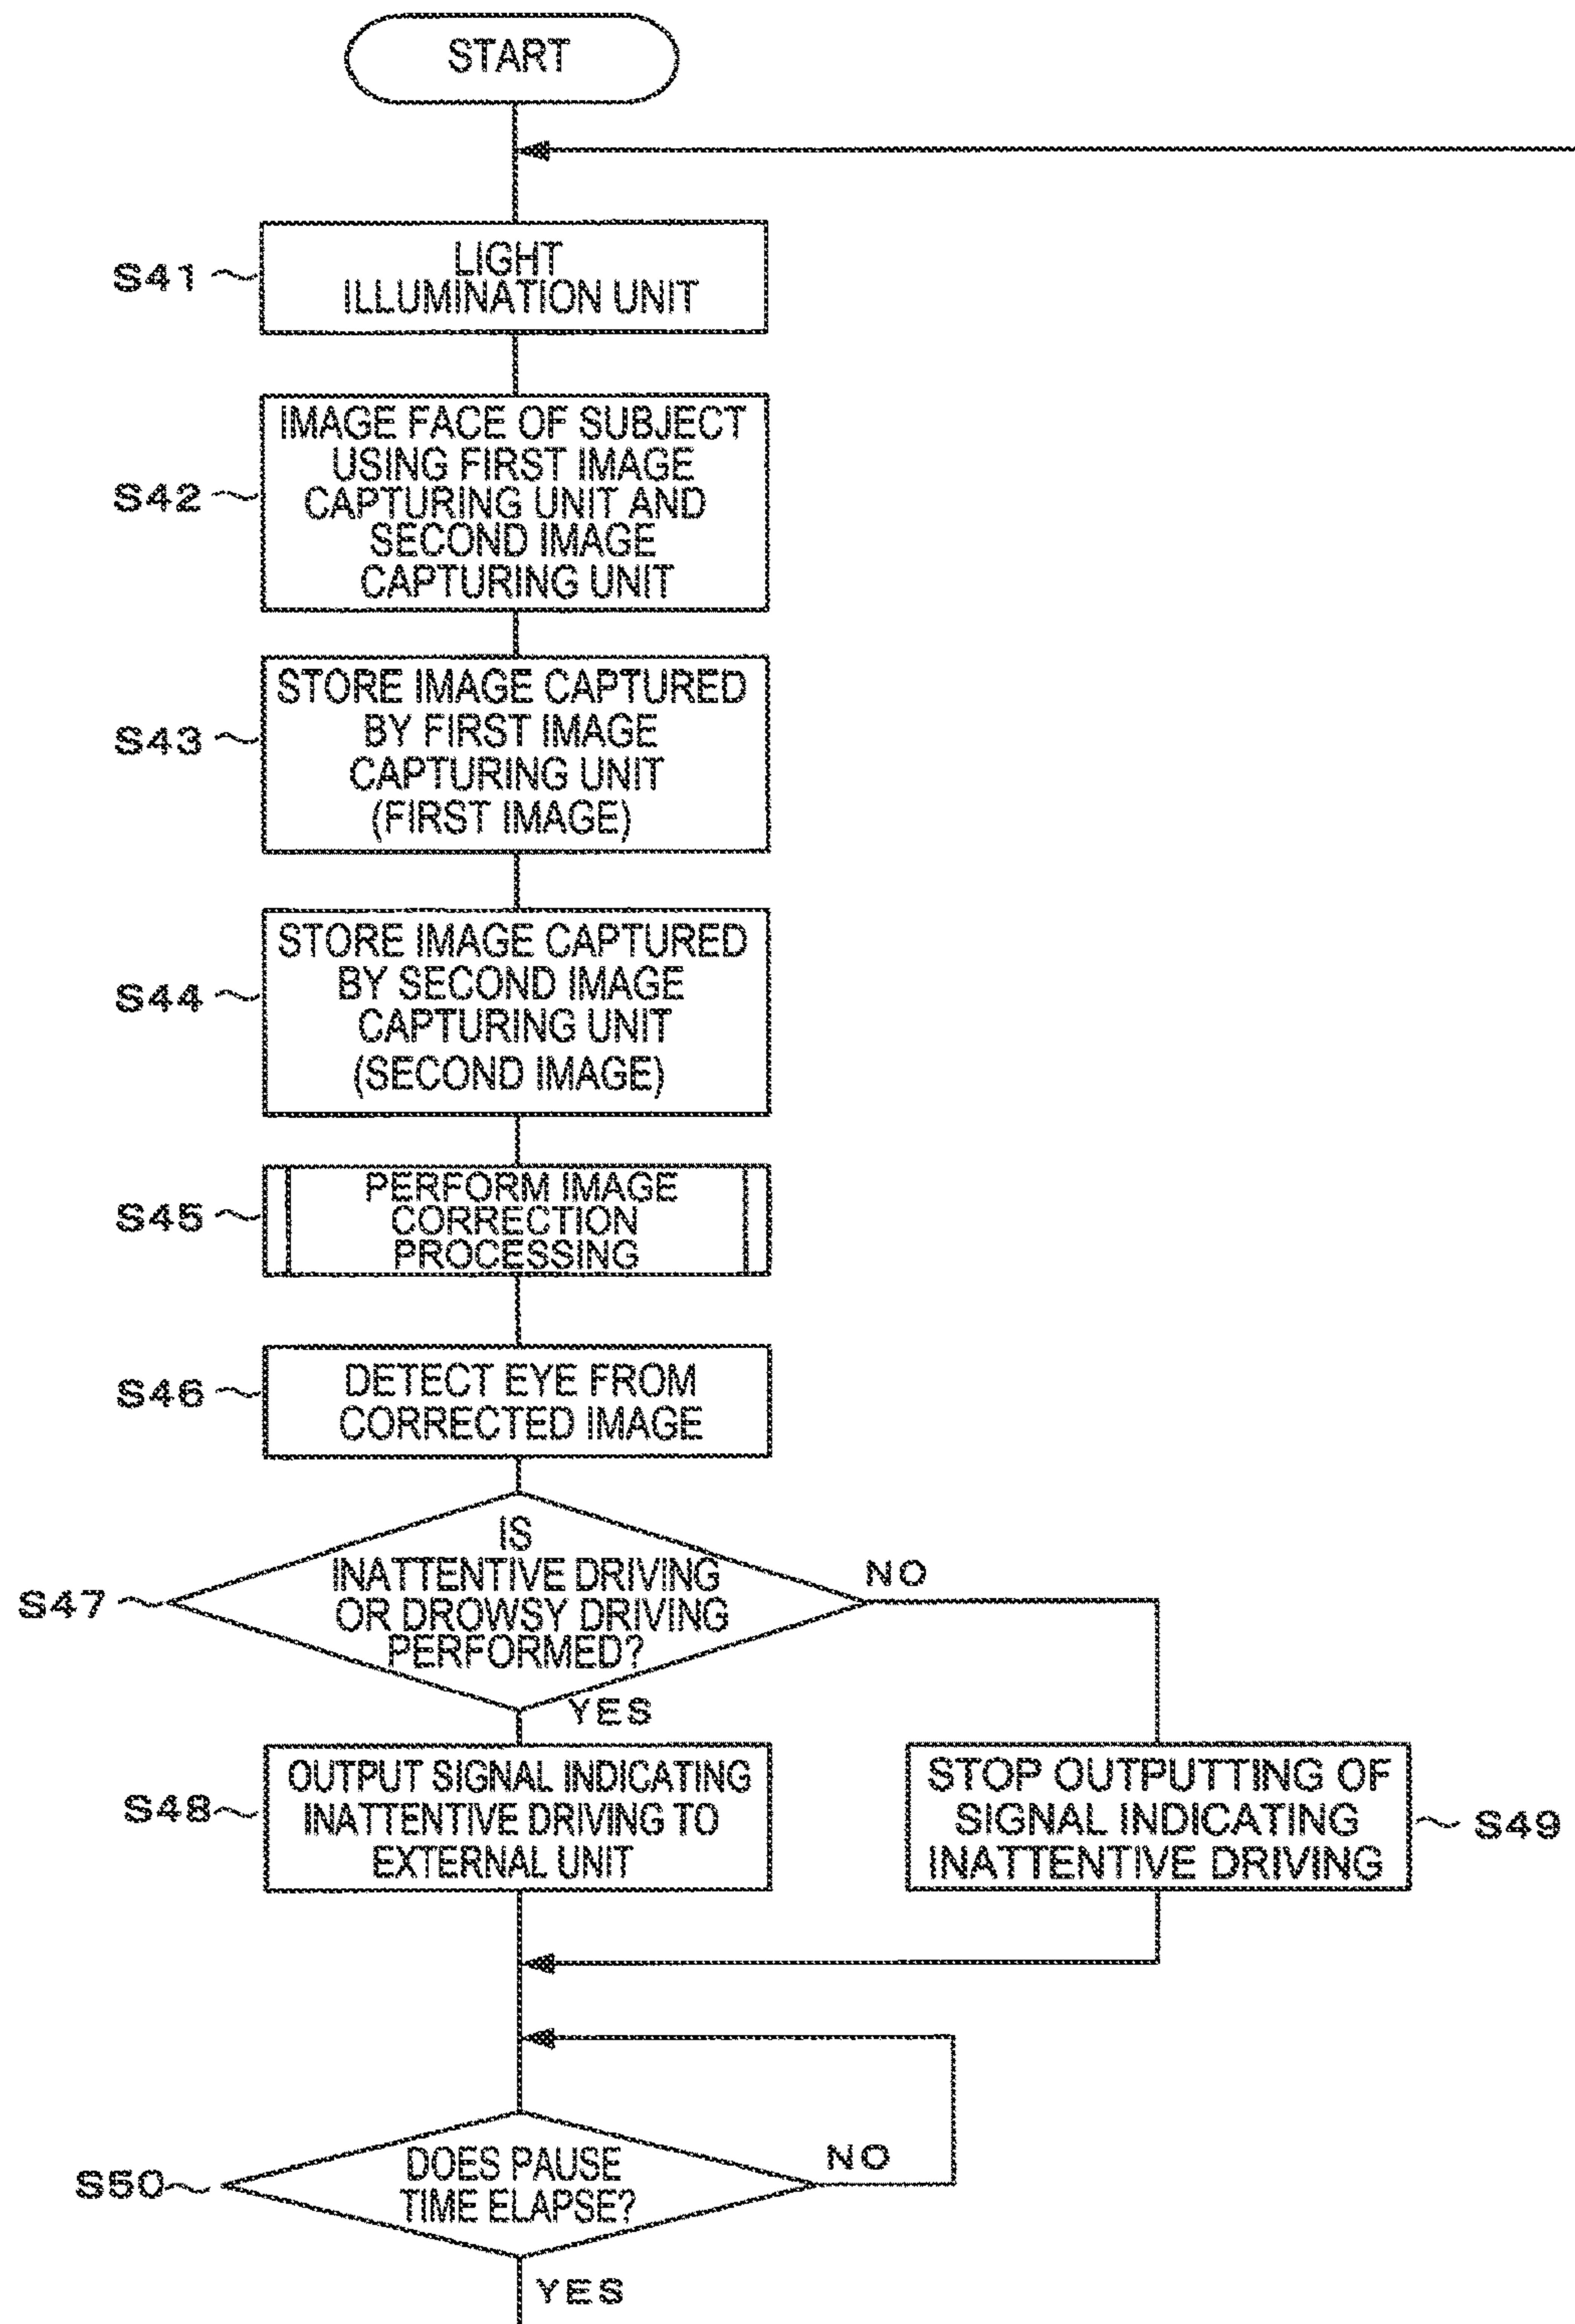 START
S41
LIGHT
ILLUMINATION UNIT
S42
IMAGE FACE OF SUBJECT
USING FIRST IMAGE
CAPTURING UNIT AND
SECOND IMAGE
CAPTURING UNIT
S43
STORE IMAGE CAPTURED
BY FIRST IMAGE
CAPTURING UNIT
(FIRST IMAGE)
S44
STORE IMAGE CAPTURED
BY SECOND IMAGE
CAPTURING UNIT
(SECOND IMAGE)
S45
PERFORM IMAGE
CORRECTION
PROCESSING
S46
DETECT EYE FROM
CORRECTED IMAGE
S47
IS
INATTENTIVE DRIVING
OR DROWSY DRIVING
PERFORMED?
NO
YES
S48
OUTPUT SIGNAL INDICATING
INATTENTIVE DRIVING TO
EXTERNAL UNIT
STOP OUTPUTTING OF
SIGNAL INDICATING
INATTENTIVE DRIVING
S49
S50
DOES PAUSE
TIME ELAPSE?
NO
YES